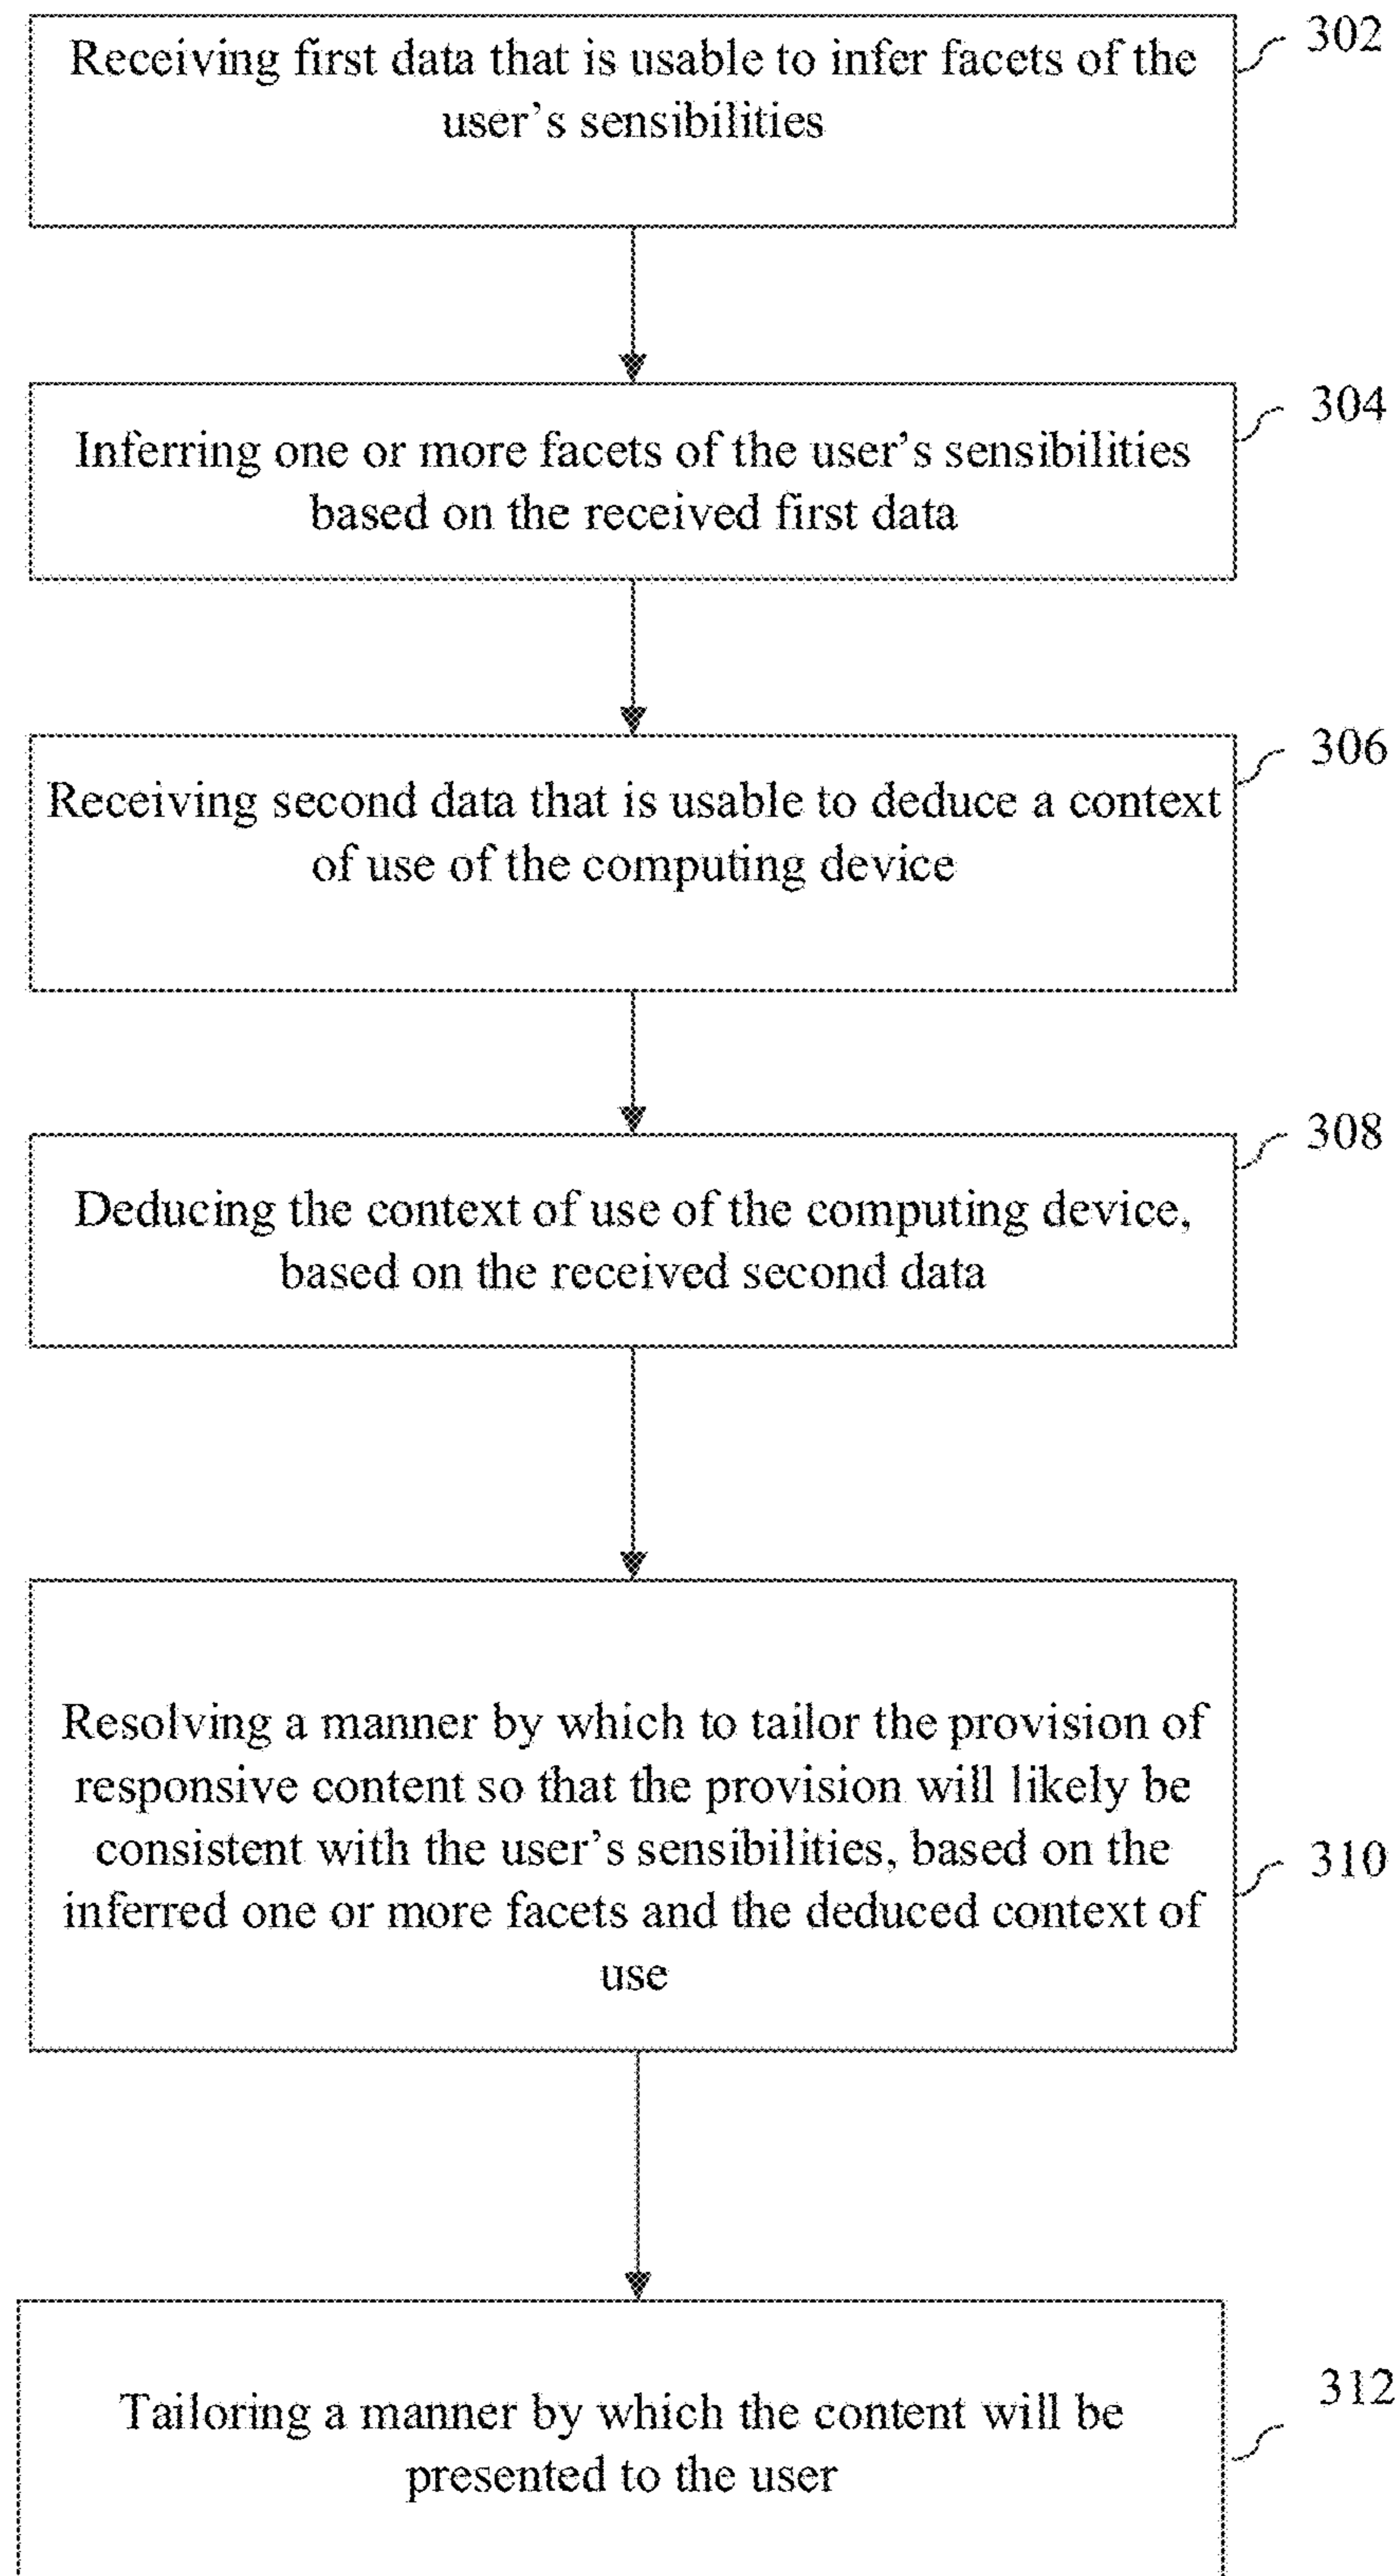 Receiving first data that is usable to infer facets of the
user's sensibilities
302
Inferring one or more facets of the user's sensibilities
based on the received first data
304
Receiving second data that is usable to deduce a context
of use of the computing device
306
Deducing the context of use of the computing device,
based on the received second data
308
Resolving a manner by which to tailor the provision of
responsive content so that the provision will likely be
consistent with the user's sensibilities, based on the
inferred one or more facets and the deduced context of
use
310
Tailoring a manner by which the content will be
presented to the user
312